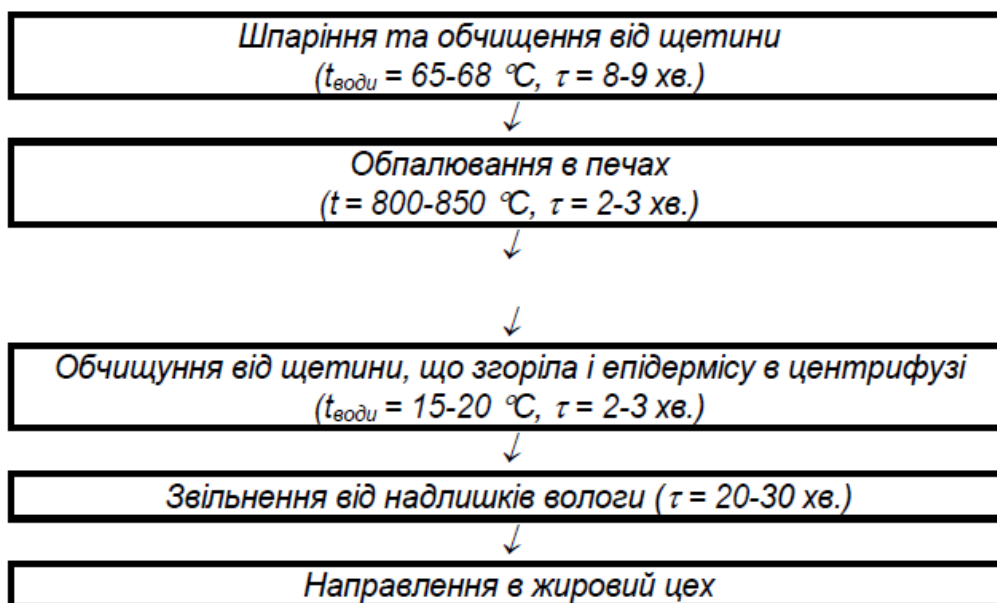 Шпаріння та обчищення від щетини
(tводи = 65-68 °С, τ = 8-9 хв.)
↓
Обпалювання в печах
(t = 800-850 °С, τ = 2-3 хв.)
↓
↓
Обчищуння від щетини, що згоріла і епідермісу в центрифузі
(tводи = 15-20 °С, τ = 2-3 хв.)
↓
Звільнення від надлишків вологи (τ = 20-30 хв.)
↓
Направлення в жировий цех